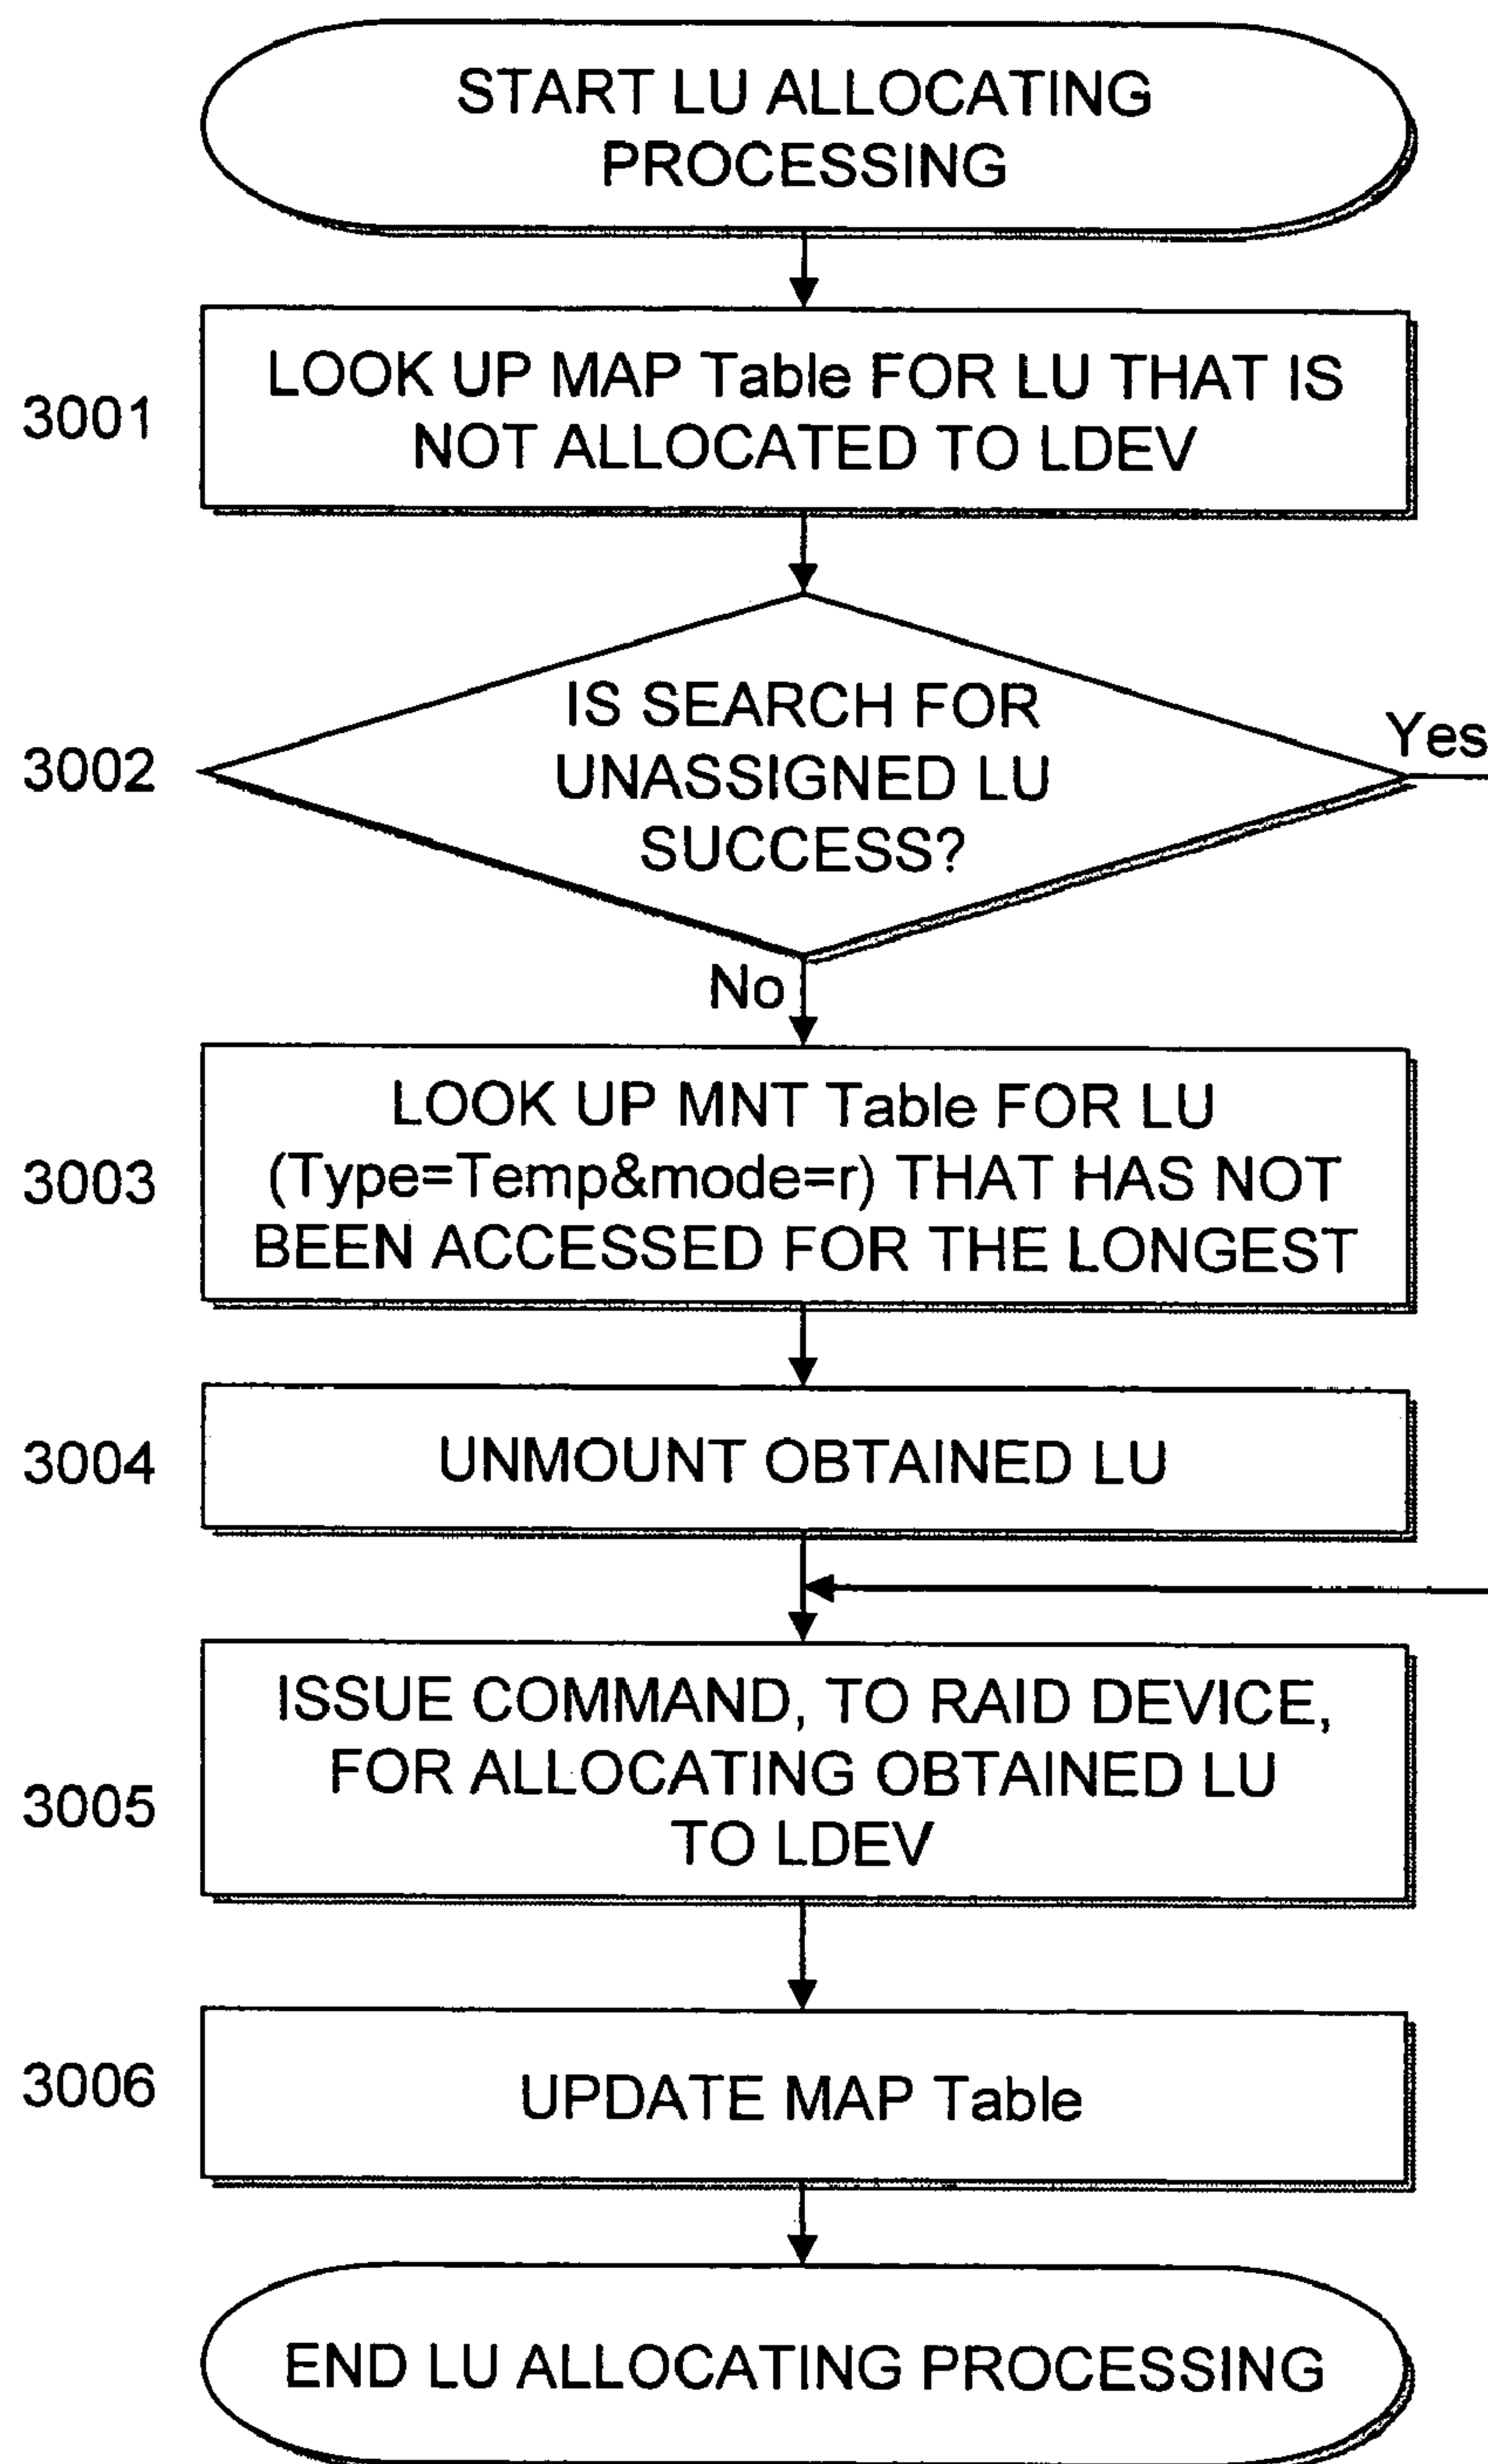 START LU ALLOCATING
PROCESSING
3001
LOOK UP MAP Table FOR LU THAT IS
NOT ALLOCATED TO LDEV
3002
IS SEARCH FOR
UNASSIGNED LU
SUCCESS?
Yes
No
3003
LOOK UP MNT Table FOR LU
(Type=Temp&mode=r) THAT HAS NOT
BEEN ACCESSED FOR THE LONGEST
3004
UNMOUNT OBTAINED LU
3005
ISSUE COMMAND, TO RAID DEVICE,
FOR ALLOCATING OBTAINED LU
TO LDEV
3006
UPDATE MAP Table
END LU ALLOCATING PROCESSING